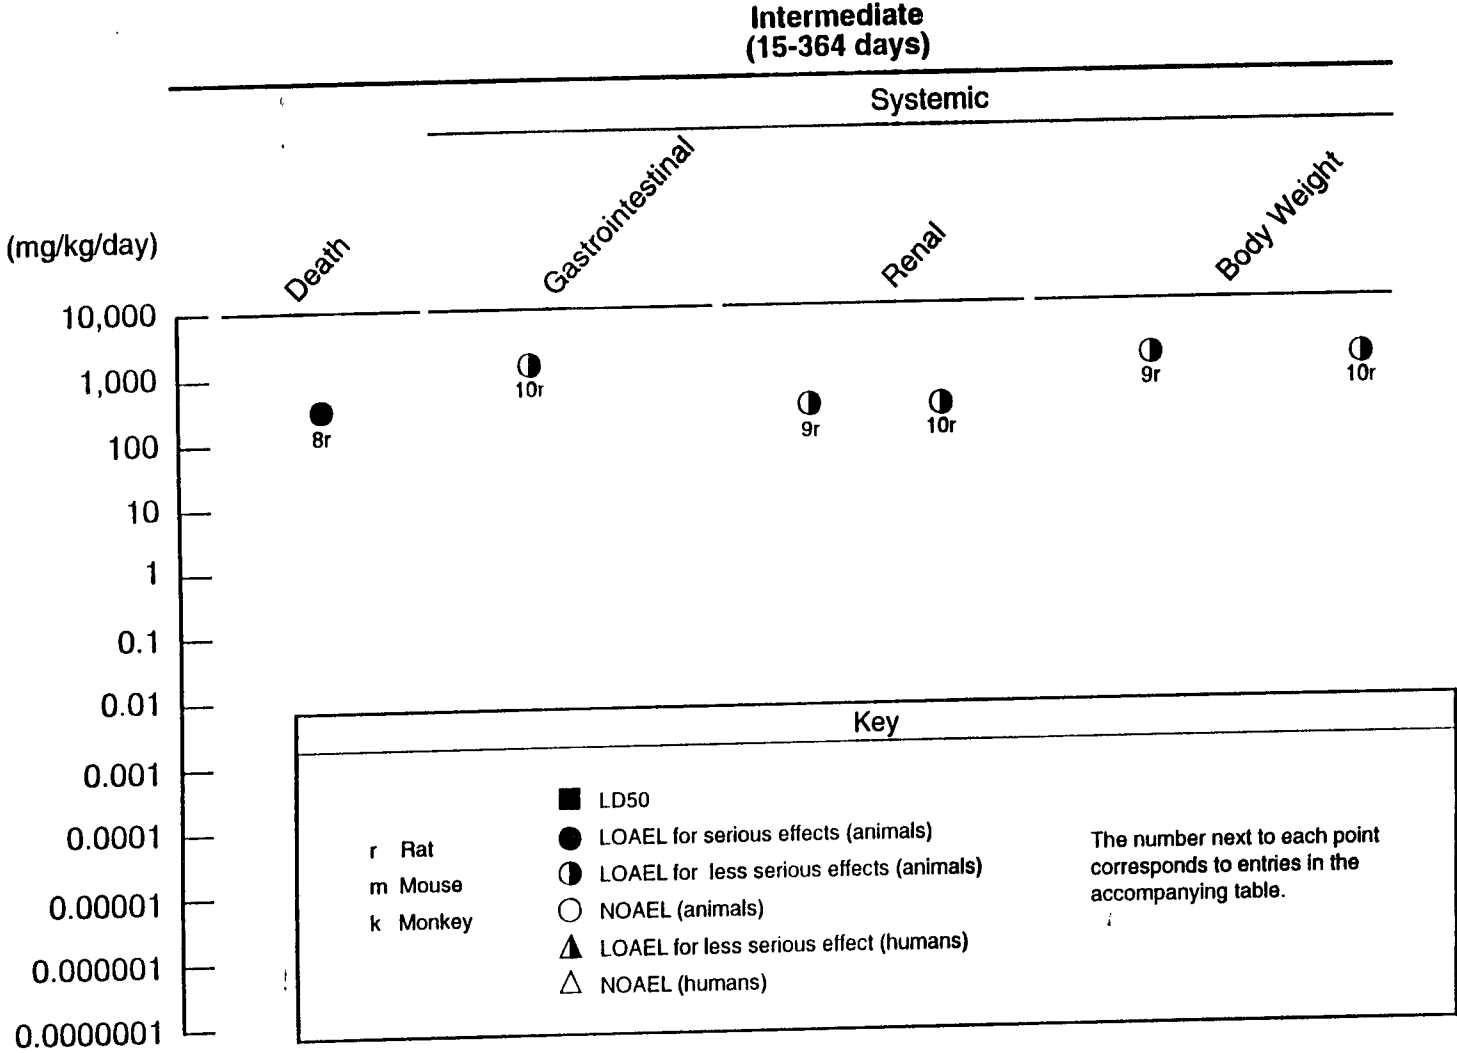 Intermediate
(15-364 days)
Systemic
(mg/kg/day)
Death
Gastrointestinal
Renal
Body Weight
10,000
1,000
100
10
1
0.1
0.01
0.001
0.0001
0.00001
0.000001
0.0000001
8r
10r
9r
10r
9r
10r
Key
r Rat
m Mouse
k Monkey
LD50
LOAEL for serious effects (animals)
LOAEL for less serious effects (animals)
NOAEL (animals)
LOAEL for less serious effect (humans)
NOAEL (humans)
The number next to each point
corresponds to entries in the
accompanying table.